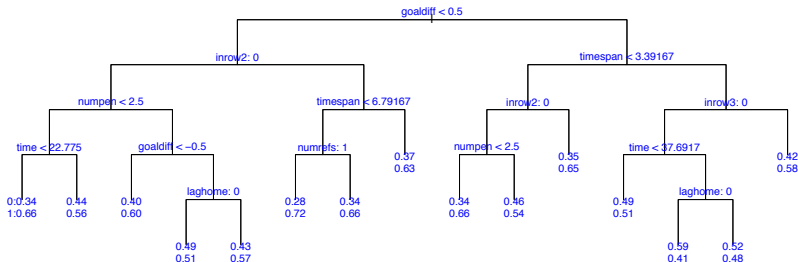 goaldiff < 0.5
inrow2: 0
timespan < 3.39167
numpen < 2.5
timespan < 6.79167
inrow2: 0
inrow3: 0
time < 22.775
goaldiff < −0.5
numrefs: 1
0.37
0.63
numpen < 2.5
0.35
0.65
time < 37.6917
0.42
0.58
0:0.34
1:0.66
0.44
0.56
0.40
0.60
laghome: 0
0.28
0.72
0.34
0.66
0.34
0.66
0.46
0.54
0.49
0.51
laghome: 0
0.49
0.51
0.43
0.57
0.59
0.41
0.52
0.48